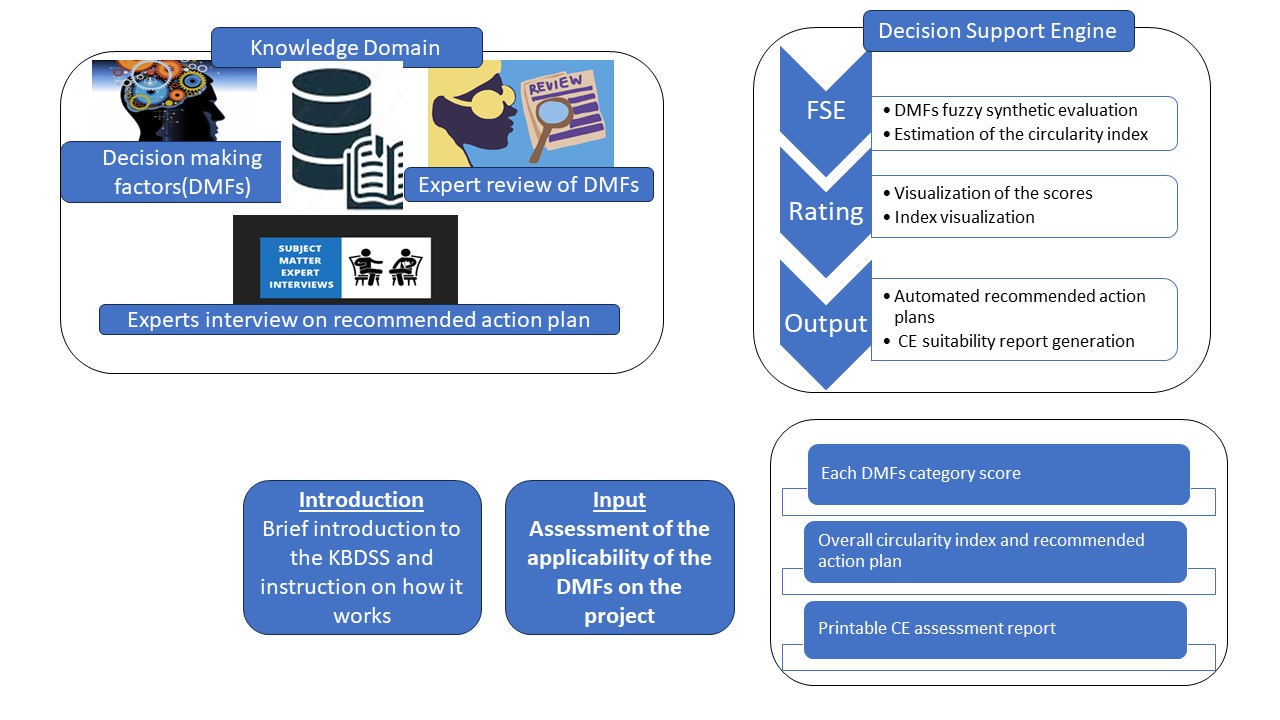 Knowledge Domain
REVIEW
Decision making
factors(DMFs)
Expert review of DMFs
SUBJECT
MATTER
EXPERT
INTERVIEWS
Experts interview on recommended action plan
Decision Support Engine
FSE
• DMFs fuzzy synthetic evaluation
• Estimation of the circularity index
Rating
• Visualization of the scores
• Index visualization
Output
• Automated recommended action
plans
• CE suitability report generation
Introduction
Brief introduction to
the KBDSS and
instruction on how it
works
Input
Assessment of the
applicability of the
DMFs on the
project
Each DMFs category score
Overall circularity index and recommended
action plan
Printable CE assessment report